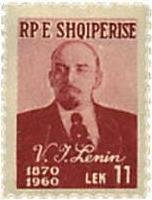 RP E SHQIPERISE
V. I. Lenin
1870
1960
LEK 11